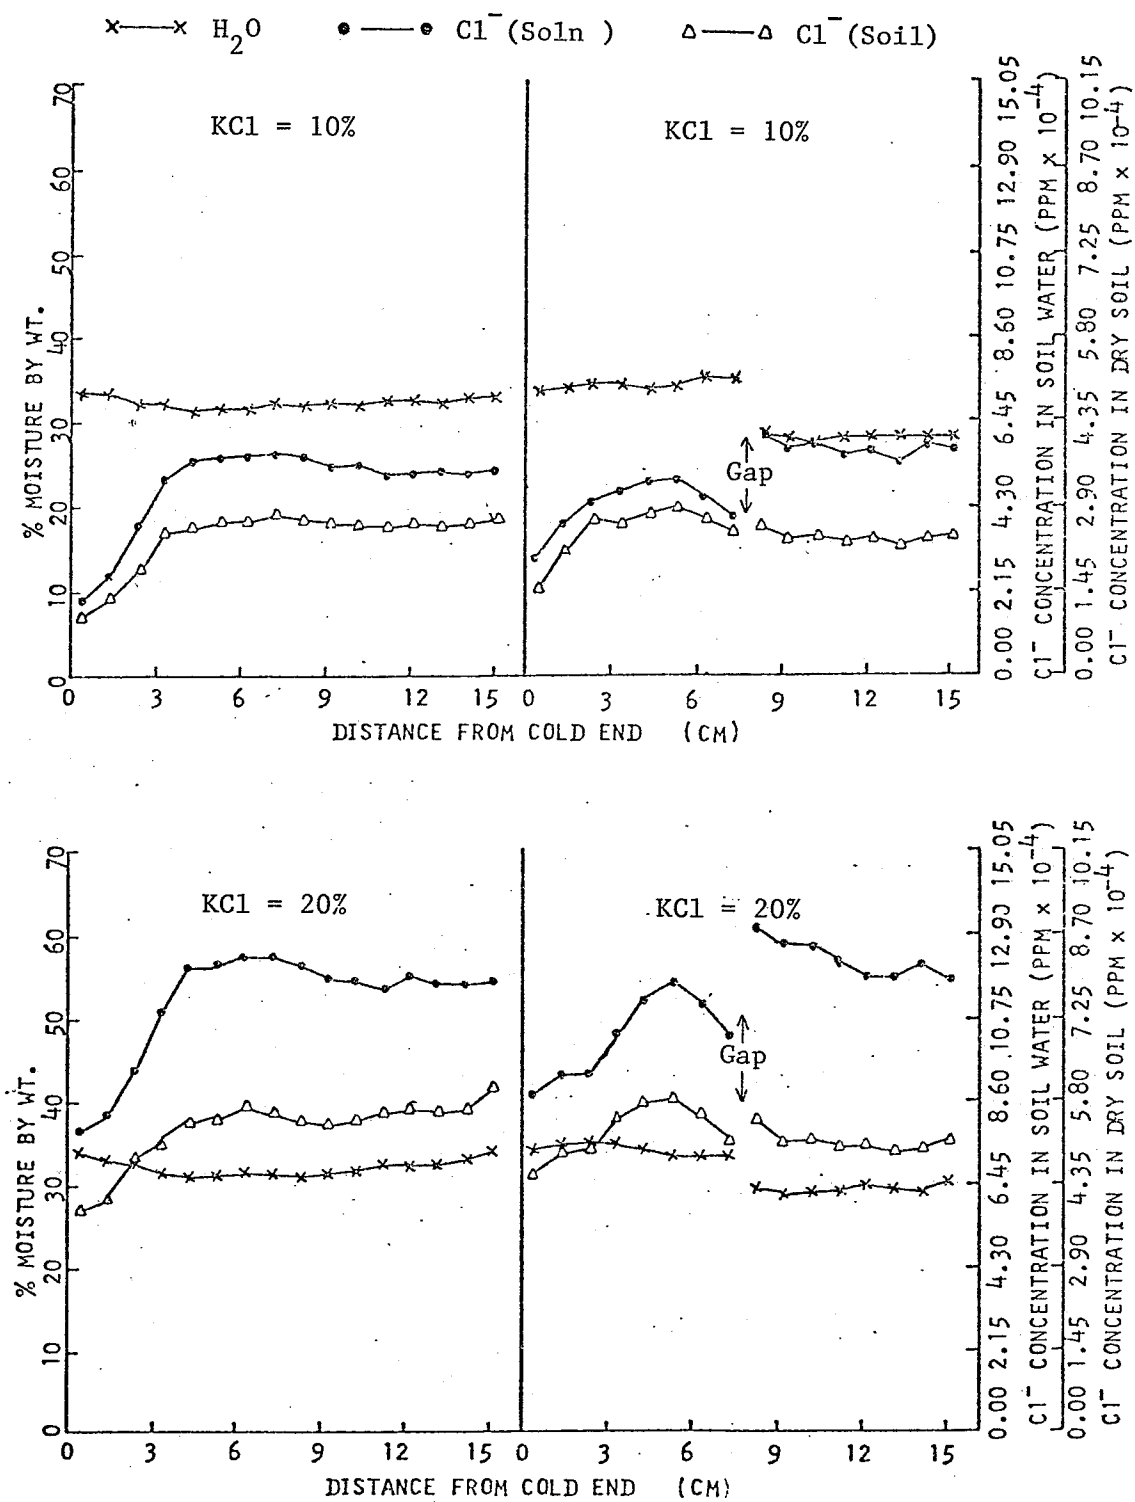 H2O Cl⁻(Soln ) Cl⁻(Soil)
KCl = 10%
KCl = 10%
% MOISTURE BY WT.
70
60
50
40
30
20
10
0
Gap
0 3 6 9 12 15
0 3 6 9 12 15
DISTANCE FROM COLD END (CM)
0.00 2.15 4.30 6.45 8.60 10.75 12.90 15.05
Cl⁻ CONCENTRATION IN SOIL WATER (PPM x 10⁻⁴)
0.00 1.45 2.90 4.35 5.80 7.25 8.70 10.15
Cl⁻ CONCENTRATION IN DRY SOIL (PPM x 10⁻⁴)
KCl = 20%
KCl = 20%
% MOISTURE BY WT.
70
60
50
40
30
20
10
0
Gap
0 3 6 9 12 15
0 3 6 9 12 15
DISTANCE FROM COLD END (CM)
0.00 2.15 4.30 6.45 8.60 10.75 12.90 15.05
Cl⁻ CONCENTRATION IN SOIL WATER (PPM x 10⁻⁴)
0.00 1.45 2.90 4.35 5.80 7.25 8.70 10.15
Cl⁻ CONCENTRATION IN DRY SOIL (PPM x 10⁻⁴)